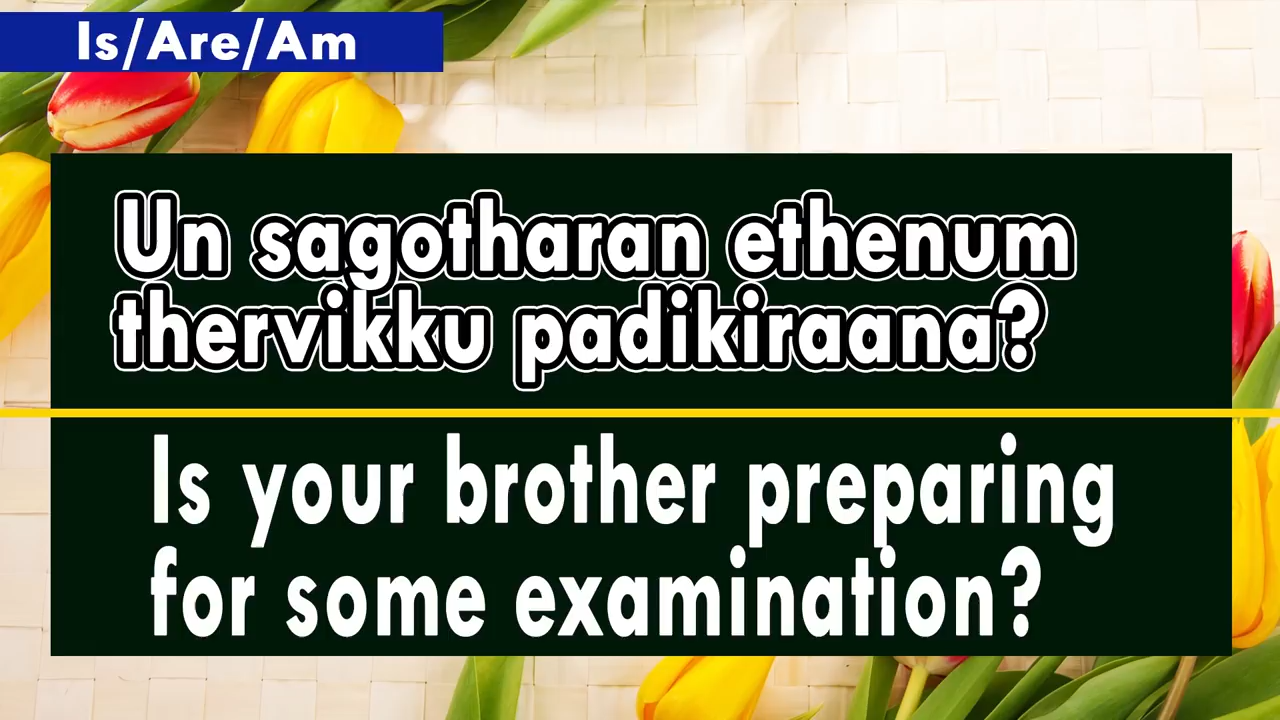 Is/Are/Am
Un sagotharan ethenum
thervikku padikiraana?
Is your brother preparing
for some examination?